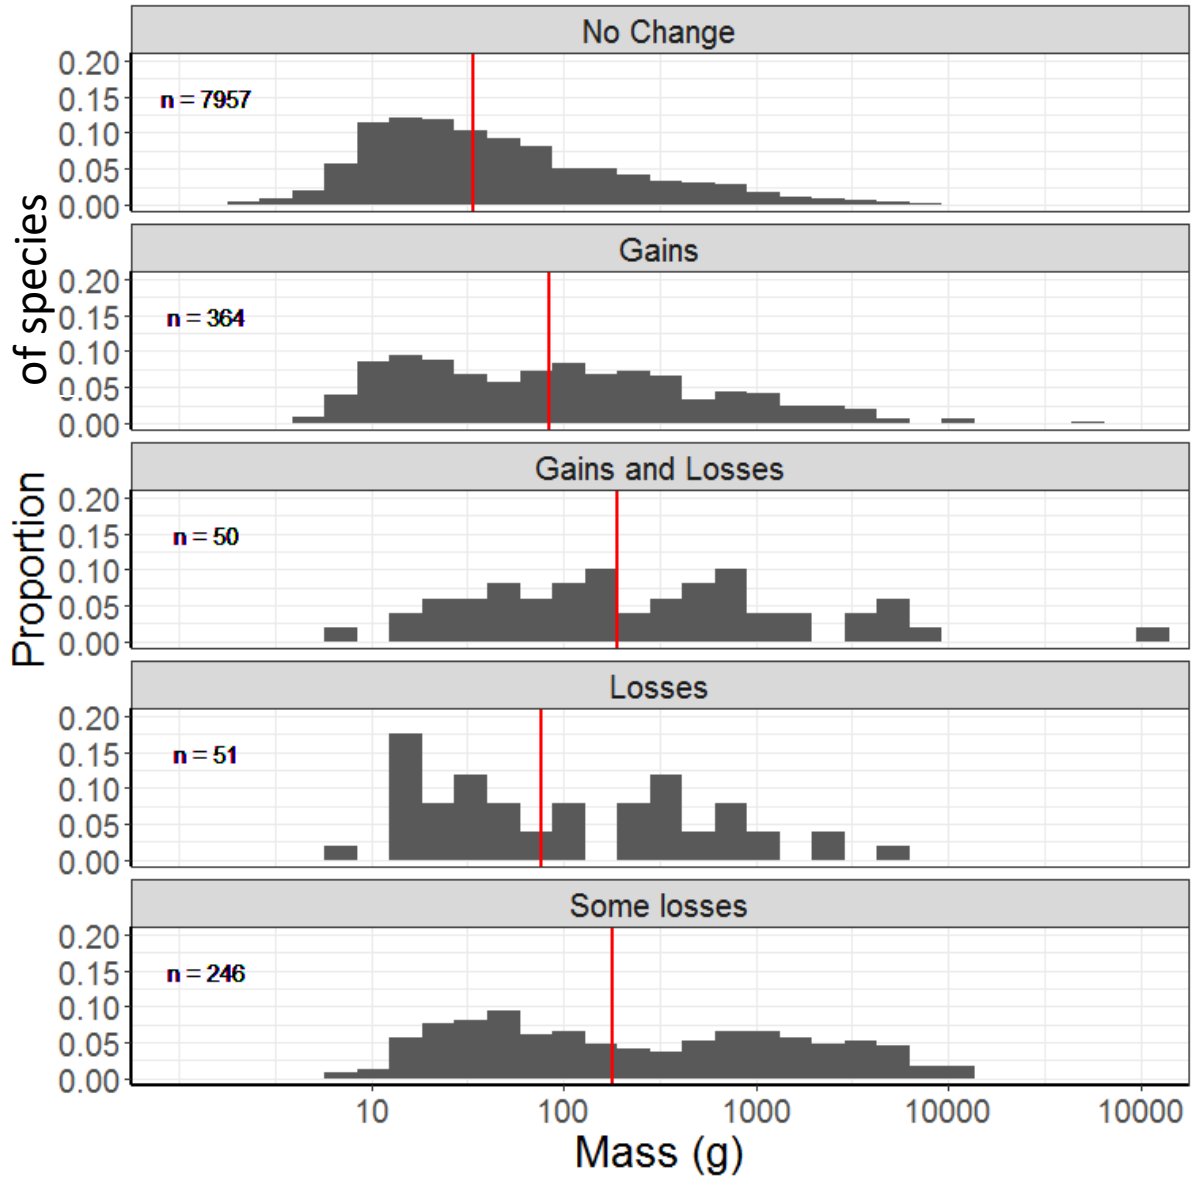 No Change
0.20
0.15
0.10
0.05
0.00
n = 7957
Gains
0.20
0.15
0.10
0.05
0.00
n = 364
Gains and Losses
0.20
0.15
0.10
0.05
0.00
n = 50
Losses
0.20
0.15
0.10
0.05
0.00
n = 51
Some losses
0.20
0.15
0.10
0.05
0.00
n = 246
Proportion of species
10 100 1000 10000 10000
Mass (g)